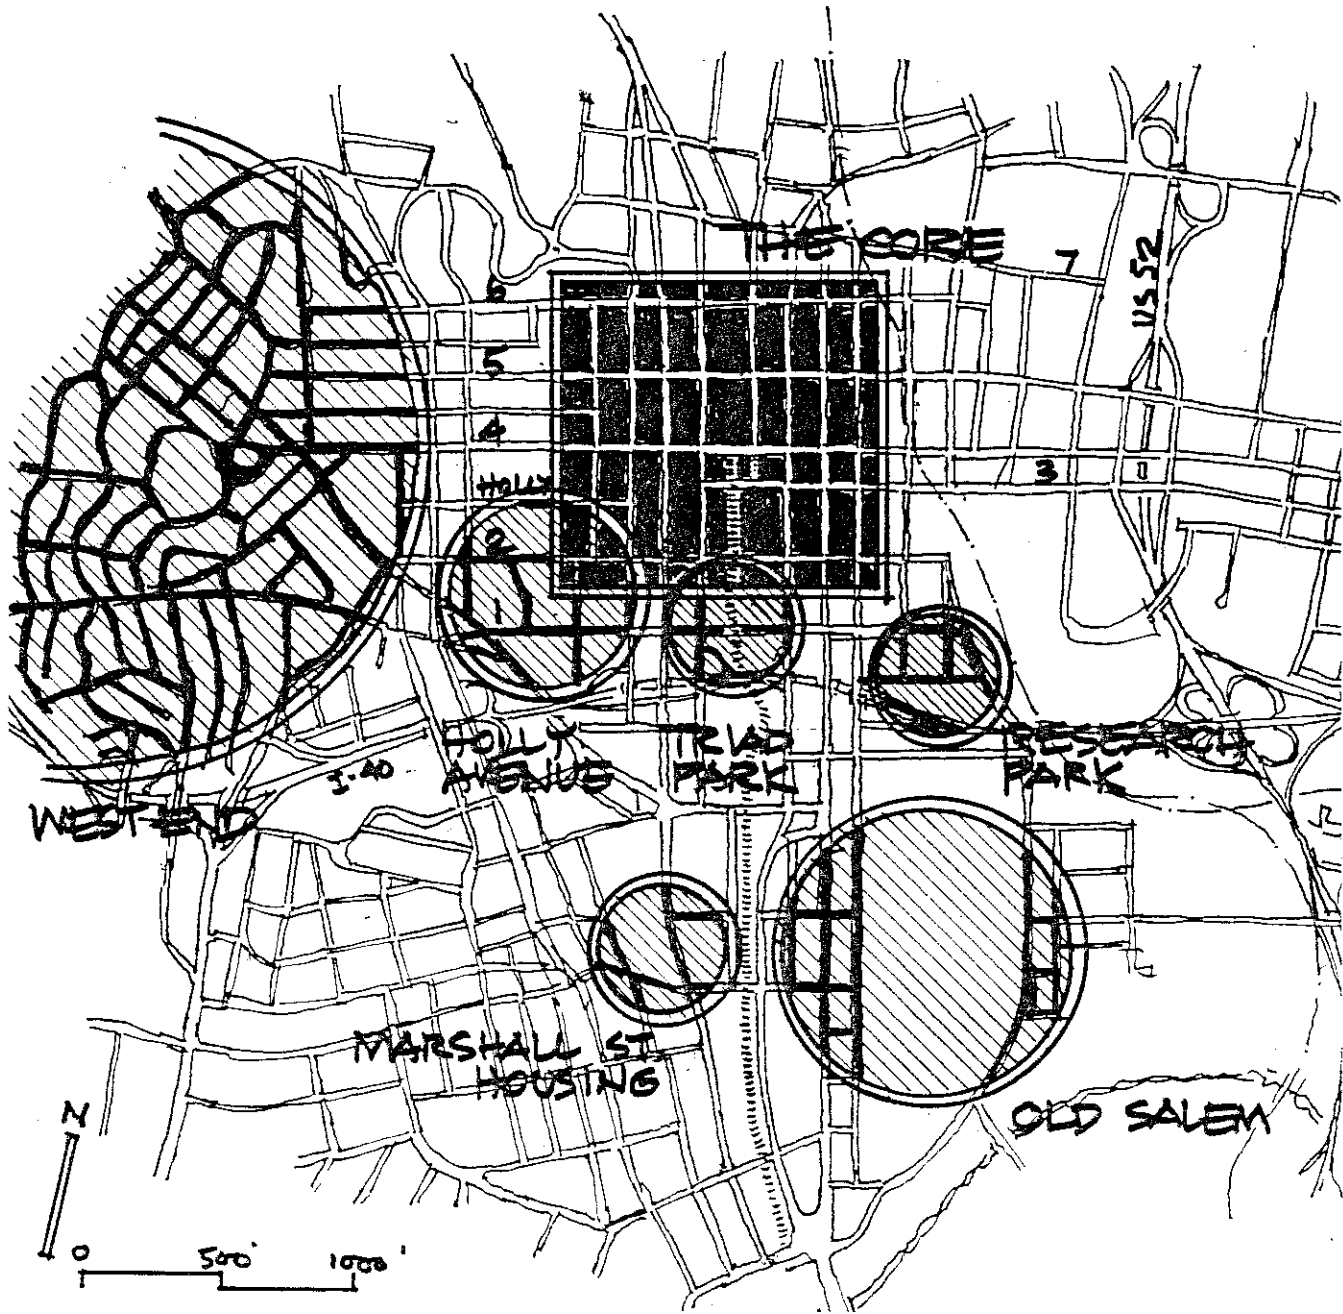 THE CORE
7
US 52
6
5
4
3
HOLLY
2
1
HOLLY
AVENUE
TRIAD
PARK
RESEARCH
PARK
I-40
WEST END
MARSHALL ST.
HOUSING
OLD SALEM
N
0 500' 1000'